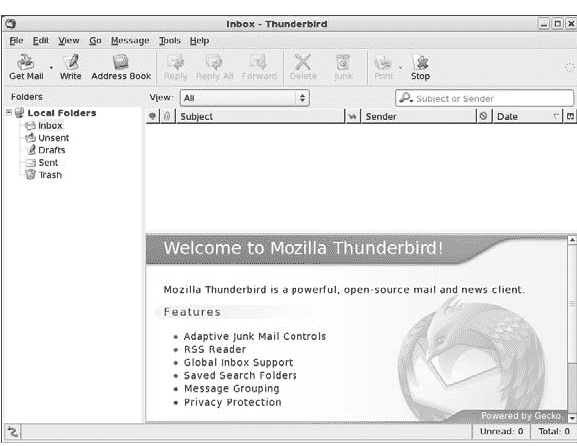 Inbox - Thunderbird
File Edit View Go Message Tools Help
Get Mail Write Address Book Reply Reply All Forward Delete Junk Print Stop
Folders View: All Subject or Sender
Local Folders Subject Sender Date
Inbox
Unsent
Drafts
Sent
Trash
Welcome to Mozilla Thunderbird!
Mozilla Thunderbird is a powerful, open-source mail and news client.
Features
Adaptive Junk Mail Controls
RSS Reader
Global Inbox Support
Saved Search Folders
Message Grouping
Privacy Protection
Powered by Gecko
Unread: 0 Total: 0